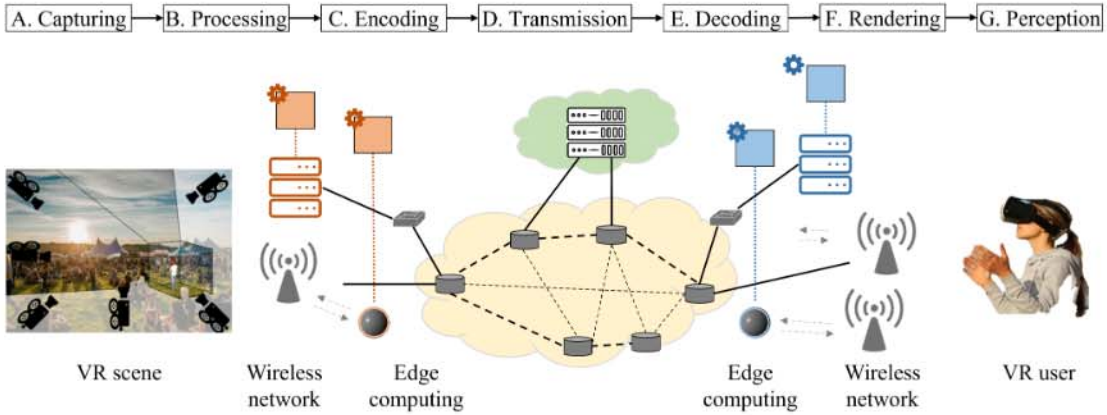 A. Capturing
B. Processing
C. Encoding
D. Transmission
E. Decoding
F. Rendering
G. Perception
VR scene
Wireless
network
Edge
computing
Edge
computing
Wireless
network
VR user